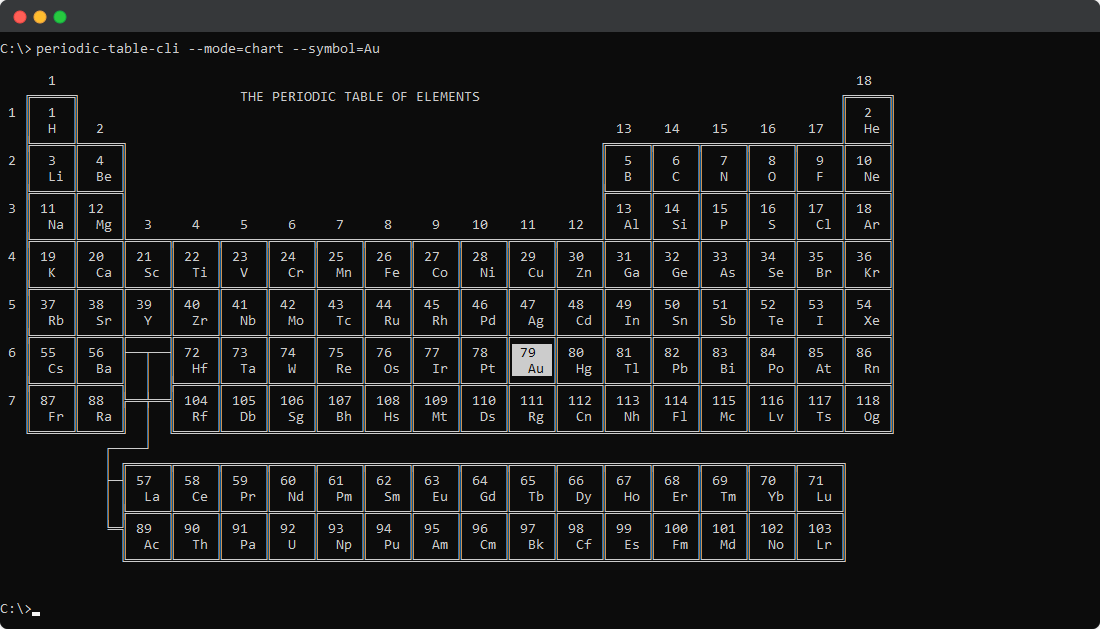 C:\> periodic-table-cli --mode=chart --symbol=Au
1 18
THE PERIODIC TABLE OF ELEMENTS
1 1 2
H 2 13 14 15 16 17 He
2 3 4 5 6 7 8 9 10
Li Be B C N O F Ne
3 11 12 13 14 15 16 17 18
Na Mg 3 4 5 6 7 8 9 10 11 12 Al Si P S Cl Ar
4 19 20 21 22 23 24 25 26 27 28 29 30 31 32 33 34 35 36
K Ca Sc Ti V Cr Mn Fe Co Ni Cu Zn Ga Ge As Se Br Kr
5 37 38 39 40 41 42 43 44 45 46 47 48 49 50 51 52 53 54
Rb Sr Y Zr Nb Mo Tc Ru Rh Pd Ag Cd In Sn Sb Te I Xe
6 55 56 72 73 74 75 76 77 78 79 80 81 82 83 84 85 86
Cs Ba Hf Ta W Re Os Ir Pt Au Hg Tl Pb Bi Po At Rn
7 87 88 104 105 106 107 108 109 110 111 112 113 114 115 116 117 118
Fr Ra Rf Db Sg Bh Hs Mt Ds Rg Cn Nh Fl Mc Lv Ts Og
57 58 59 60 61 62 63 64 65 66 67 68 69 70 71
La Ce Pr Nd Pm Sm Eu Gd Tb Dy Ho Er Tm Yb Lu
89 90 91 92 93 94 95 96 97 98 99 100 101 102 103
Ac Th Pa U Np Pu Am Cm Bk Cf Es Fm Md No Lr
C:\>